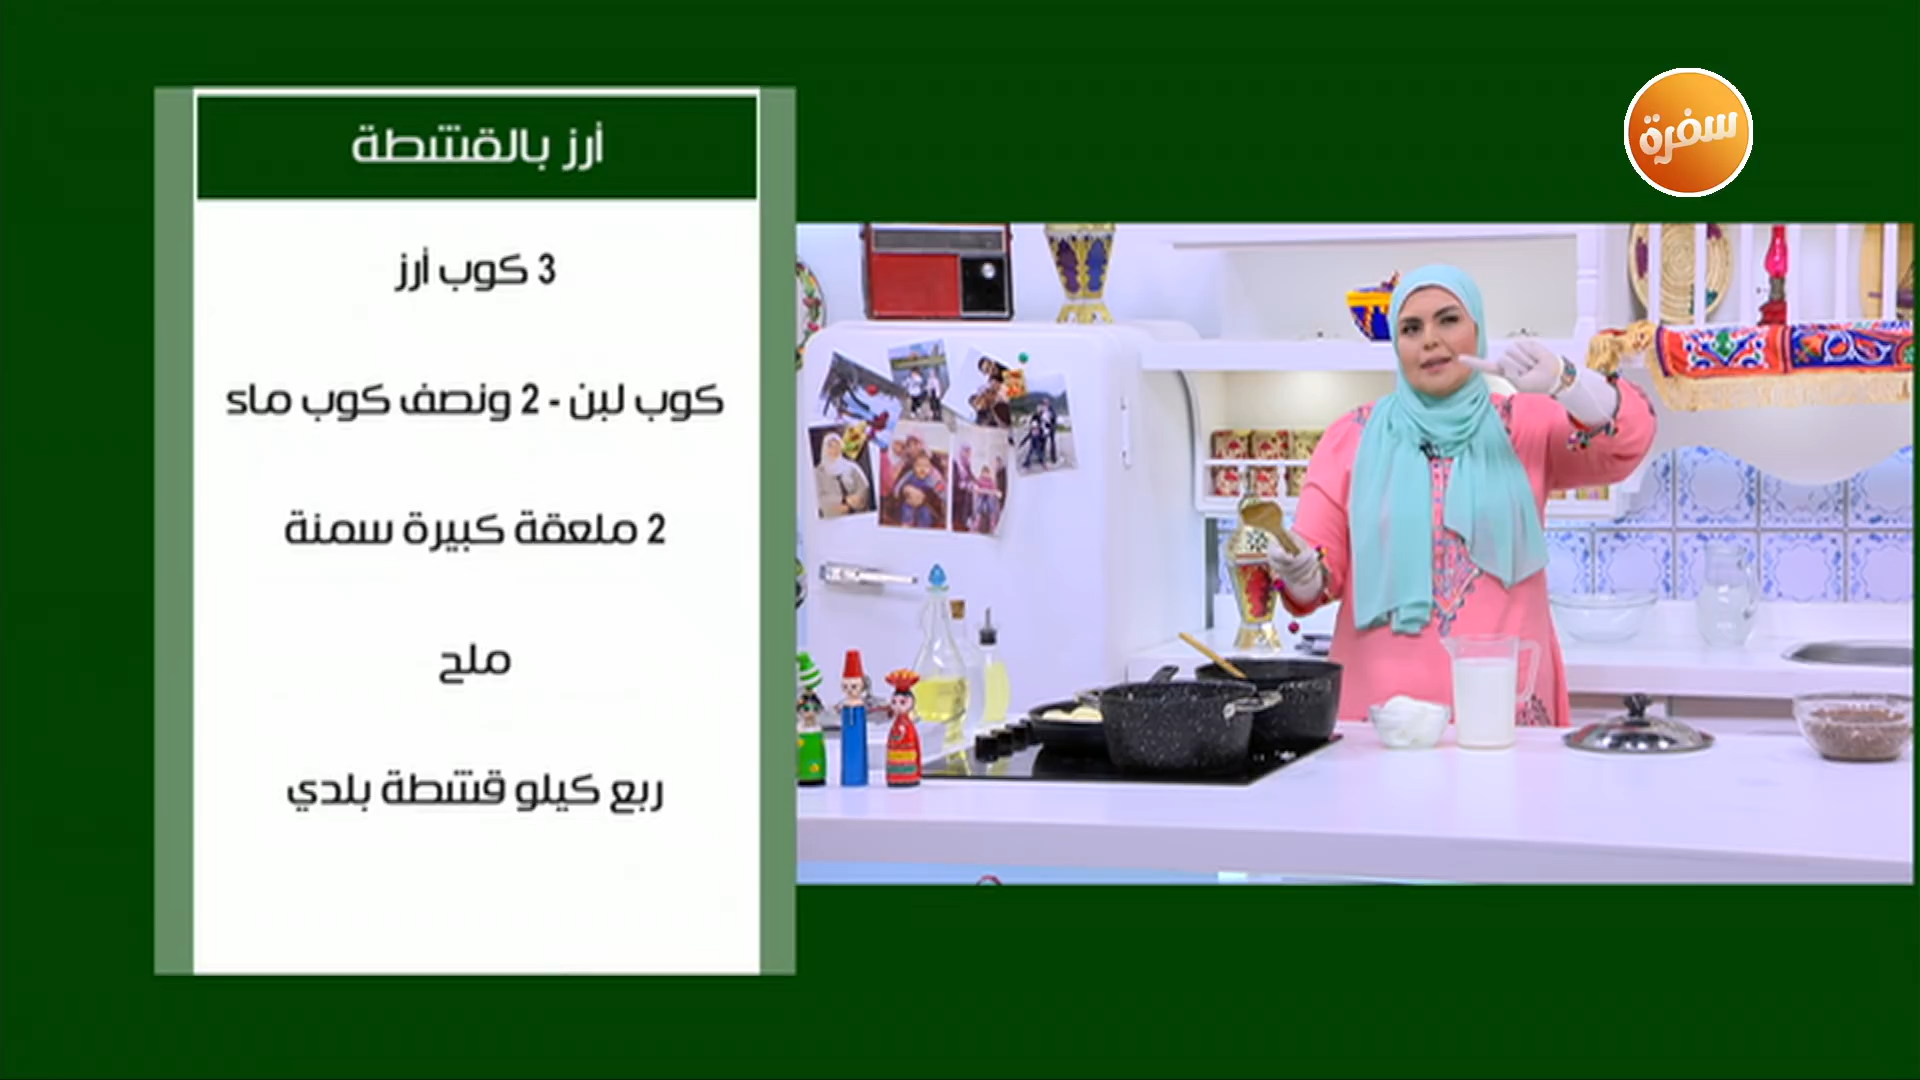 أرز بالقشطة
3 كوب أرز
كوب لبن - 2 ونصف كوب ماء
2 ملعقة كبيرة سمنة
ملح
ربع كيلو قشطة بلدي
سفرة